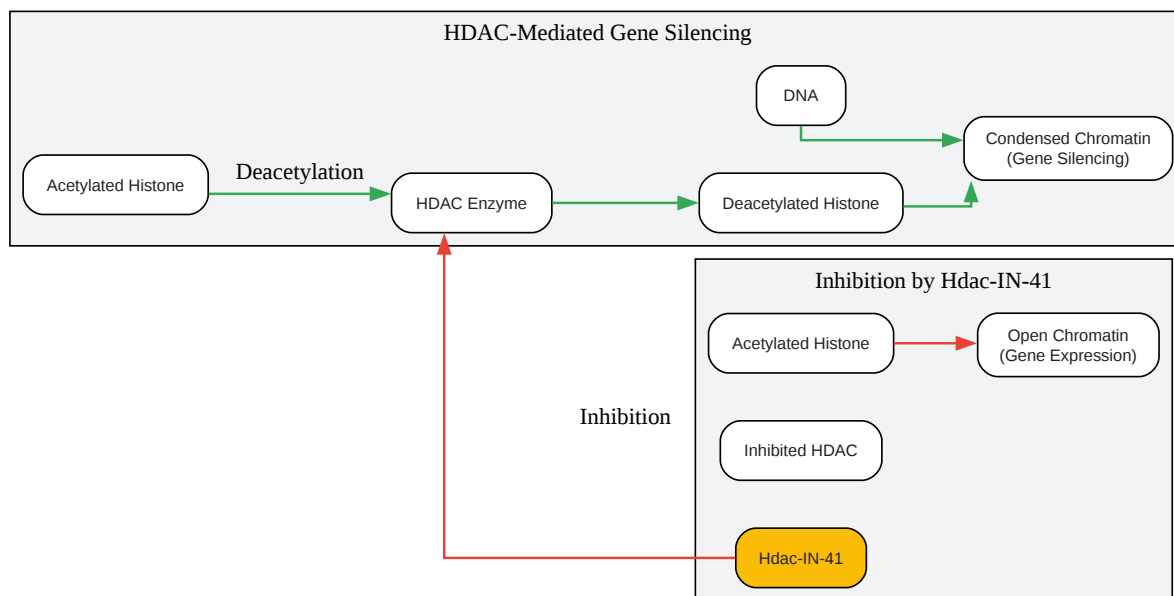 HDAC-Mediated Gene Silencing
DNA
Condensed Chromatin
(Gene Silencing)
Deacetylation
Acetylated Histone
HDAC Enzyme
Deacetylated Histone
Inhibition by Hdac-IN-41
Acetylated Histone
Open Chromatin
(Gene Expression)
Inhibition
Inhibited HDAC
Hdac-IN-41